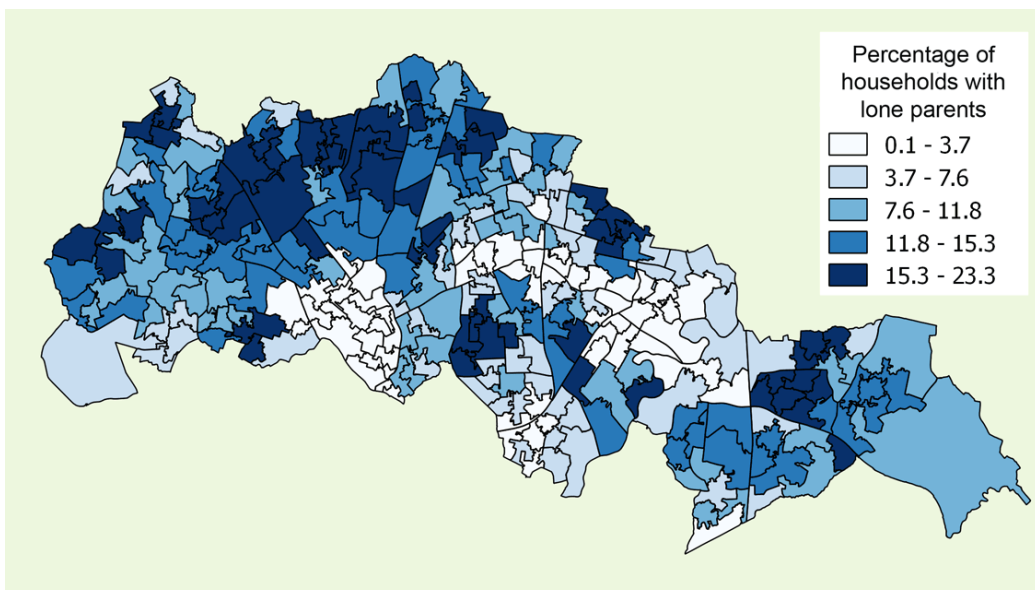 Percentage of
households with
lone parents
0.1 - 3.7
3.7 - 7.6
7.6 - 11.8
11.8 - 15.3
15.3 - 23.3